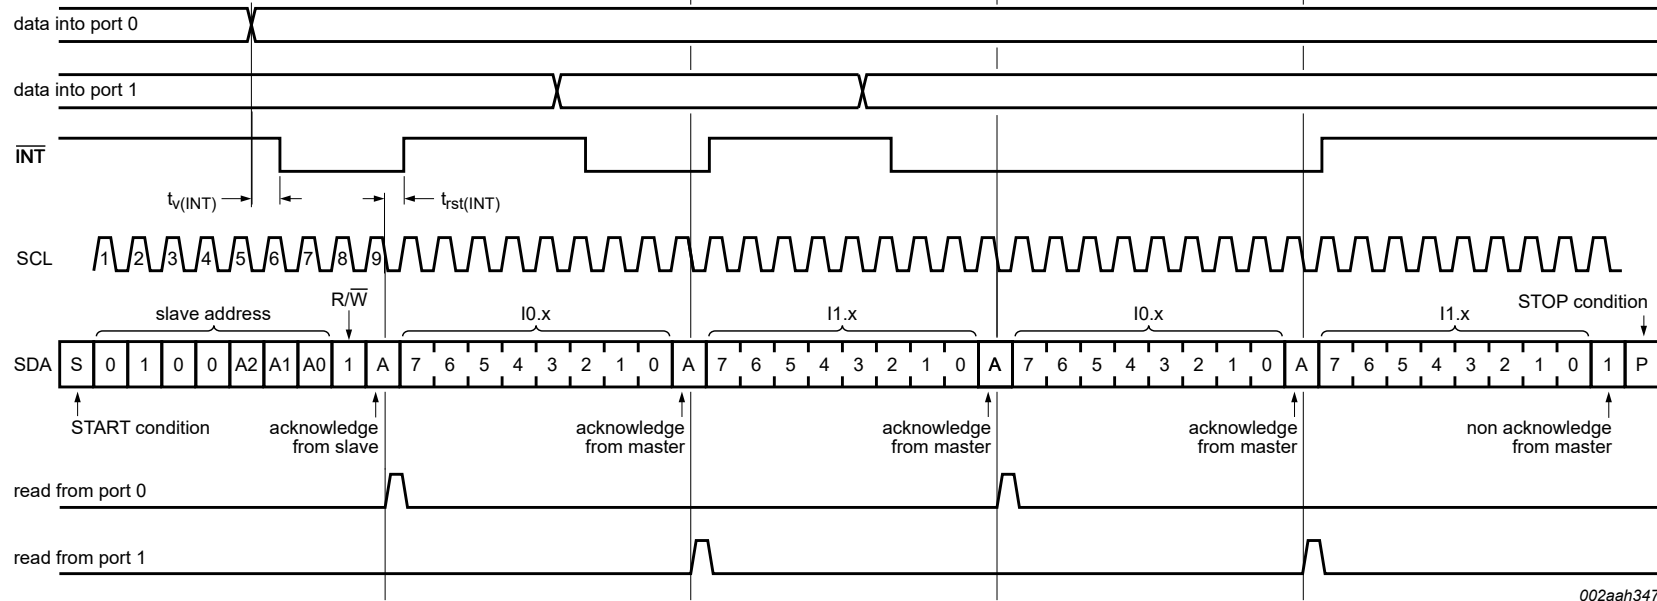 data into port 0
data into port 1
INT
tv(INT)
trst(INT)
SCL
1 2 3 4 5 6 7 8 9
R/W
STOP condition
slave address
I0.x
I1.x
I0.x
I1.x
SDA
S 0 1 0 0 A2 A1 A0 1 A 7 6 5 4 3 2 1 0 A 7 6 5 4 3 2 1 0 A 7 6 5 4 3 2 1 0 A 7 6 5 4 3 2 1 0 1 P
START condition
acknowledge
from slave
acknowledge
from master
acknowledge
from master
acknowledge
from master
non acknowledge
from master
read from port 0
read from port 1
002aah347